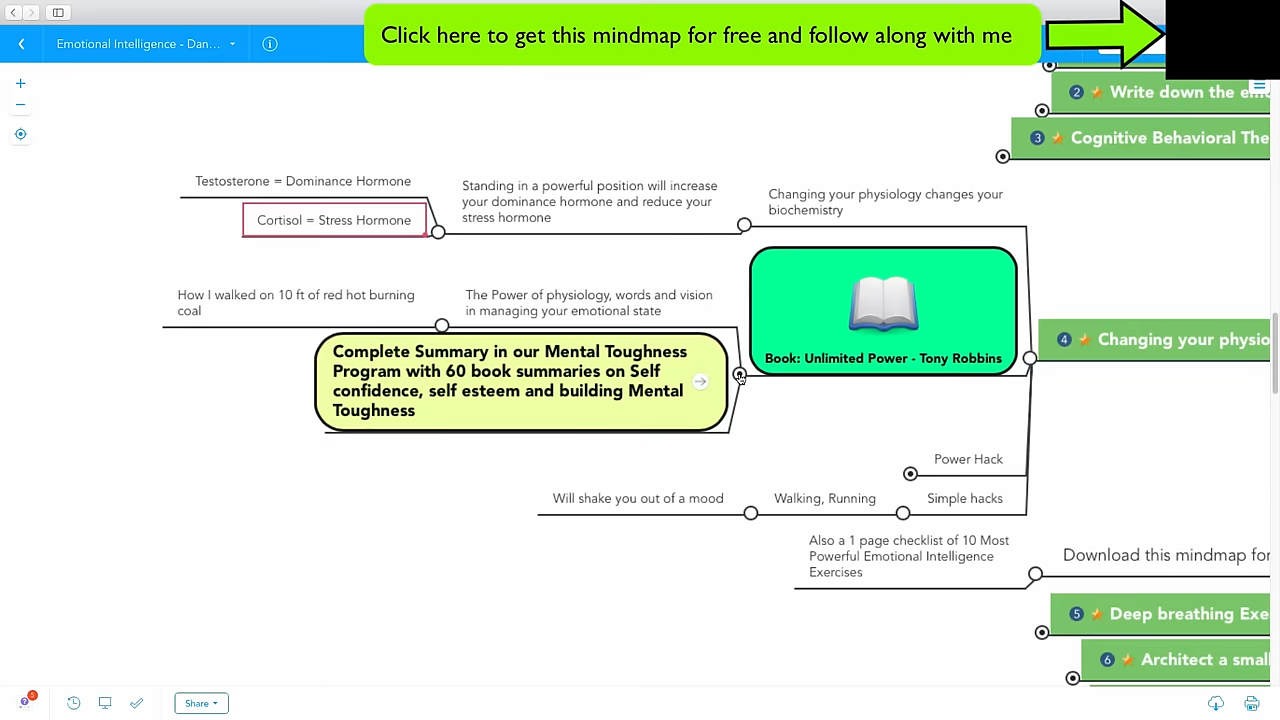 Click here to get this mindmap for free and follow along with me
Emotional Intelligence - Dan...
2 Write down the emo
3 Cognitive Behavioral The
Testosterone = Dominance Hormone
Cortisol = Stress Hormone
Standing in a powerful position will increase
your dominance hormone and reduce your
stress hormone
Changing your physiology changes your
biochemistry
How I walked on 10 ft of red hot burning
coal
The Power of physiology, words and vision
in managing your emotional state
Book: Unlimited Power - Tony Robbins
4 Changing your physio
Complete Summary in our Mental Toughness
Program with 60 book summaries on Self
confidence, self esteem and building Mental
Toughness
Power Hack
Will shake you out of a mood
Walking, Running
Simple hacks
Also a 1 page checklist of 10 Most
Powerful Emotional Intelligence
Exercises
Download this mindmap for
5 Deep breathing Exe
6 Architect a small
5
Share